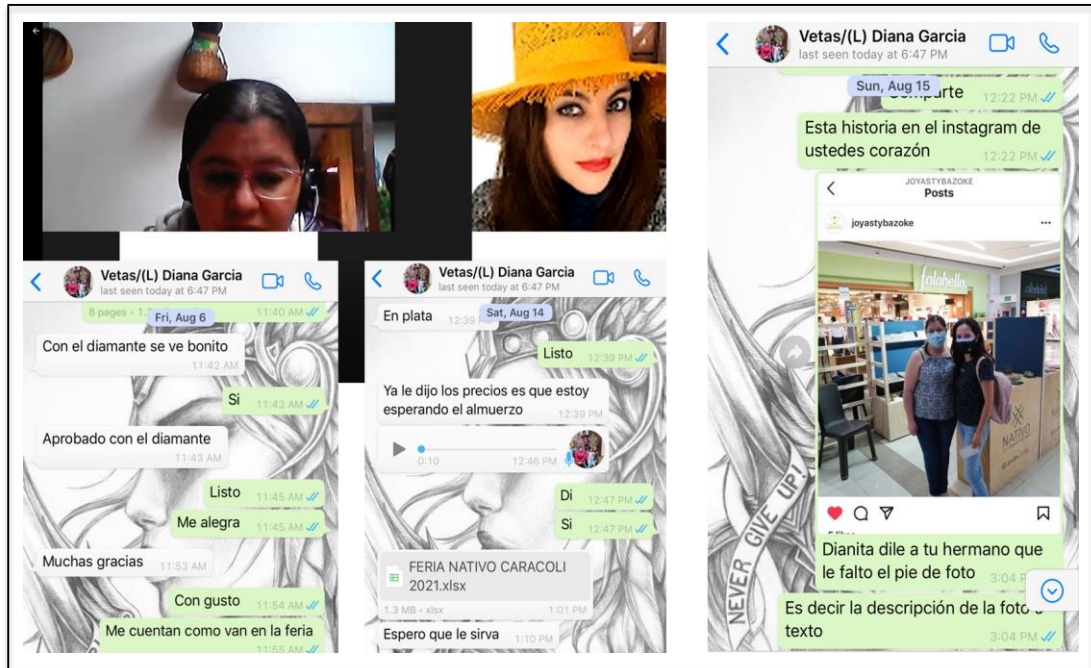 Vetas/(L) Diana Garcia
last seen today at 6:47 PM
8 pages • 1.
11:40 AM
Fri, Aug 6
Con el diamante se ve bonito
11:42 AM
Si 11:43 AM
Aprobado con el diamante
11:43 AM
Listo 11:45 AM
Me alegra 11:45 AM
Muchas gracias 11:53 AM
Con gusto 11:54 AM
Me cuentan como van en la feria
11:55 AM
Vetas/(L) Diana Garcia
last seen today at 6:47 PM
En plata 12:39
Sat, Aug 14
Listo 12:39 PM
Ya le dijo los precios es que estoy
esperando el almuerzo
12:39 PM
0:10 12:46 PM
Di 12:47 PM
Si 12:47 PM
FERIA NATIVO CARACOLI
2021.xlsx
1.3 MB • xlsx 1:01 PM
Espero que le sirva 1:10 PM
Vetas/(L) Diana Garcia
last seen today at 6:47 PM
Sun, Aug 15
12:22 PM
Esta historia en el instagram de
ustedes corazón
12:22 PM
JOYASTYBAZOKE
Posts
joyastybazoke
falabella.
NATIVO
Dianita dile a tu hermano que
le falto el pie de foto 3:04
Es decir la descripción de la foto
texto
3:04 PM
NEVER GIVE UP!